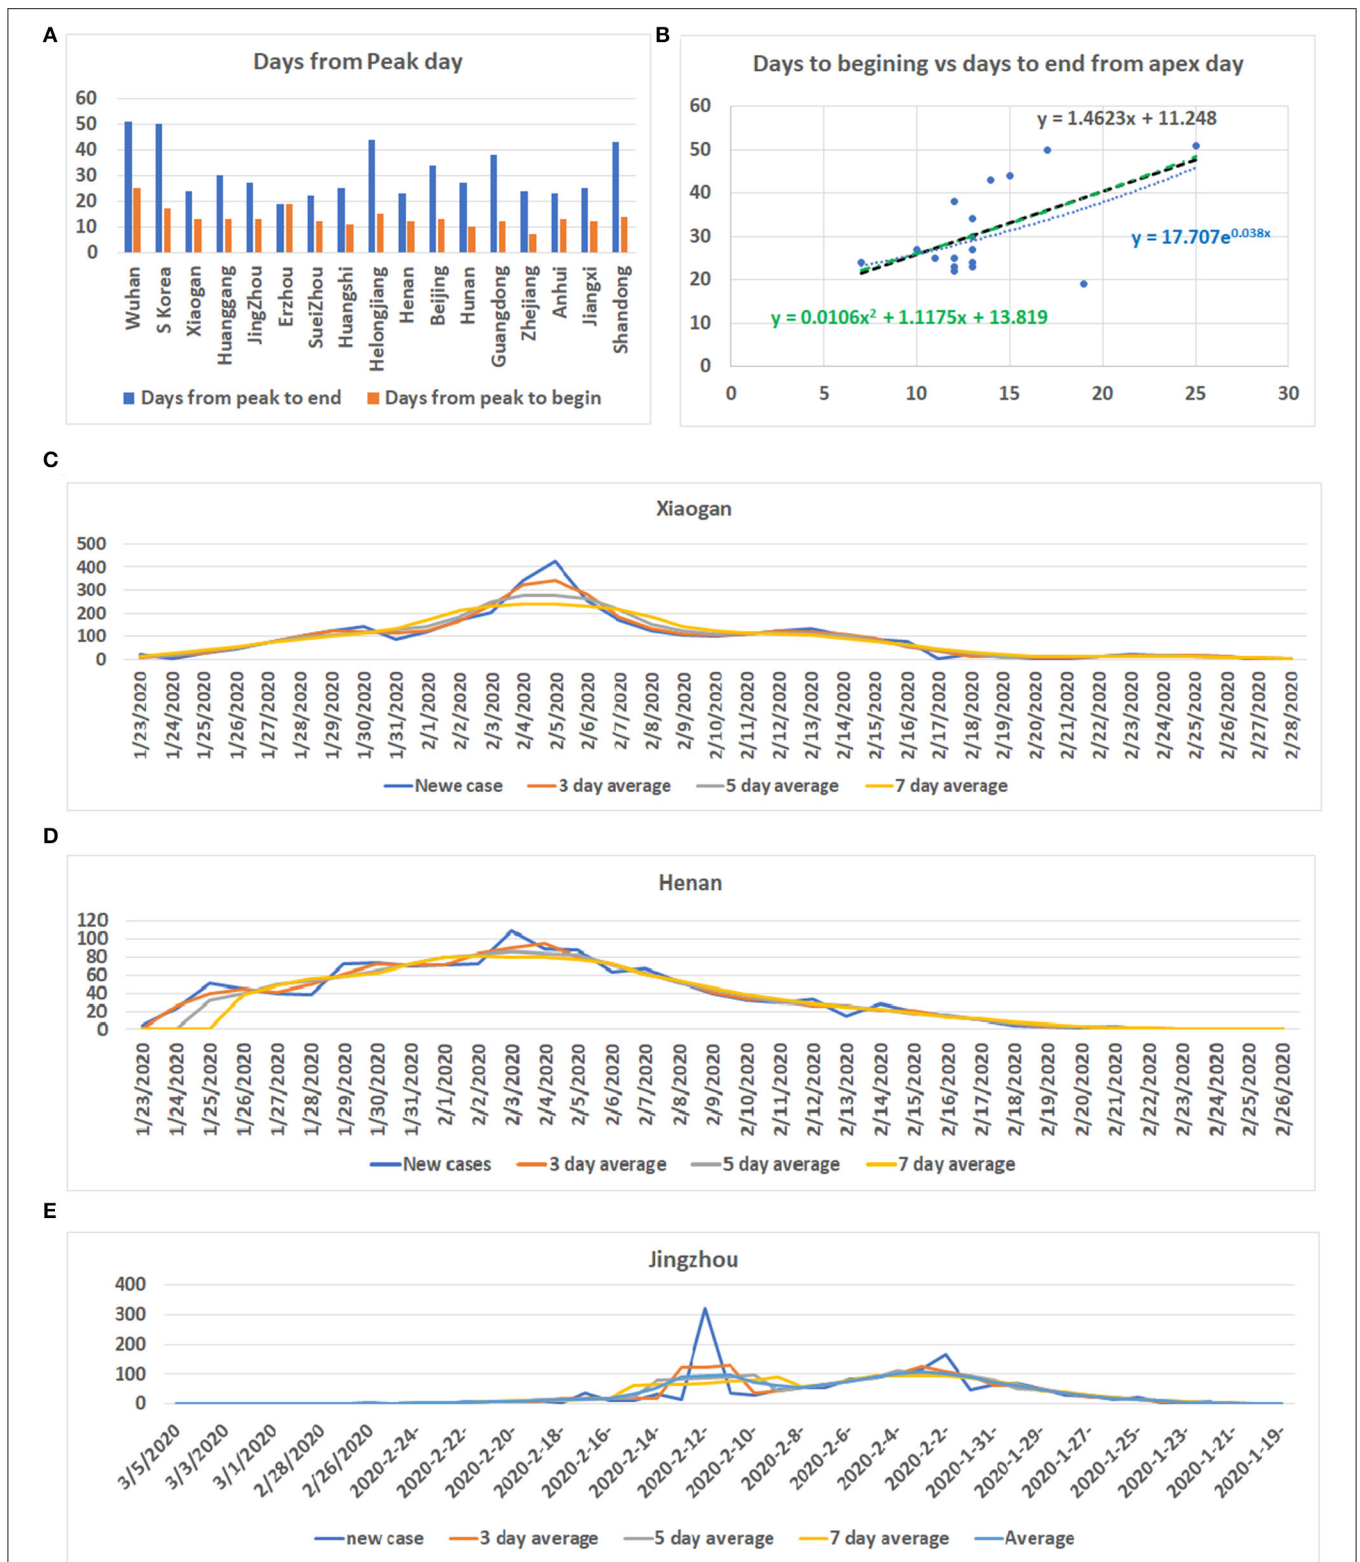 A
Days from Peak day
60
50
40
30
20
10
0
Wuhan
S Korea
Xiaogan
Huanggang
JingZhou
Erzhou
SueiZhou
Huangshi
Helongjiang
Henan
Beijing
Hunan
Guangdong
Zhejiang
Anhui
Jiangxi
Shandong
Days from peak to end
Days from peak to begin
B
Days to begining vs days to end from apex day
60
50
40
30
20
10
0
y = 1.4623x + 11.248
y = 17.707e^0.038x
y = 0.0106x² + 1.1175x + 13.819
0 5 10 15 20 25 30
C
Xiaogan
500
400
300
200
100
0
1/23/2020
1/24/2020
1/25/2020
1/26/2020
1/27/2020
1/28/2020
1/29/2020
1/30/2020
1/31/2020
2/1/2020
2/2/2020
2/3/2020
2/4/2020
2/5/2020
2/6/2020
2/7/2020
2/8/2020
2/9/2020
2/10/2020
2/11/2020
2/12/2020
2/13/2020
2/14/2020
2/15/2020
2/16/2020
2/17/2020
2/18/2020
2/19/2020
2/20/2020
2/21/2020
2/22/2020
2/23/2020
2/24/2020
2/25/2020
2/26/2020
2/27/2020
2/28/2020
Newe case
3 day average
5 day average
7 day average
D
Henan
120
100
80
60
40
20
0
1/23/2020
1/24/2020
1/25/2020
1/26/2020
1/27/2020
1/28/2020
1/29/2020
1/30/2020
1/31/2020
2/1/2020
2/2/2020
2/3/2020
2/4/2020
2/5/2020
2/6/2020
2/7/2020
2/8/2020
2/9/2020
2/10/2020
2/11/2020
2/12/2020
2/13/2020
2/14/2020
2/15/2020
2/16/2020
2/17/2020
2/18/2020
2/19/2020
2/20/2020
2/21/2020
2/22/2020
2/23/2020
2/24/2020
2/25/2020
2/26/2020
New cases
3 day average
5 day average
7 day average
E
Jingzhou
400
300
200
100
0
3/5/2020
3/3/2020
3/1/2020
2/28/2020
2/26/2020
2020-2-24-
2020-2-22-
2020-2-20-
2020-2-18-
2020-2-16-
2020-2-14-
2020-2-12-
2020-2-10-
2020-2-8-
2020-2-6-
2020-2-4-
2020-2-2-
2020-1-31-
2020-1-29-
2020-1-27-
2020-1-25-
2020-1-23-
2020-1-21-
2020-1-19-
new case
3 day average
5 day average
7 day average
Average